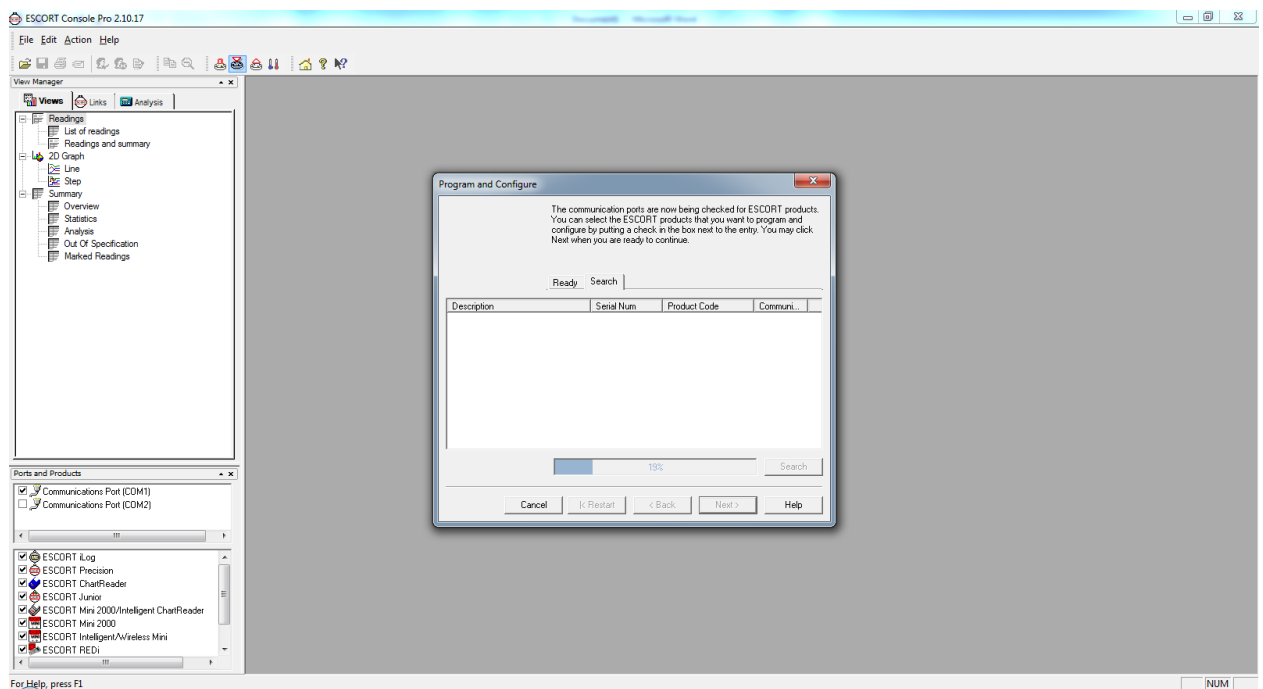 ESCORT Console Pro 2.10.17
File Edit Action Help
View Manager
Views Links Analysis
Readings
List of readings
Readings and summary
2D Graph
Line
Step
Summary
Overview
Statistics
Analysis
Out Of Specification
Marked Readings
Ports and Products
Communications Port (COM1)
Communications Port (COM2)
ESCORT iLog
ESCORT Precision
ESCORT ChartReader
ESCORT Junior
ESCORT Mini 2000/Intelligent ChartReader
ESCORT Mini 2000
ESCORT Intelligent/Wireless Mini
ESCORT REDi
Program and Configure
The communication ports are now being checked for ESCORT products.
You can select the ESCORT products that you want to program and
configure by putting a check in the box next to the entry. You may click
Next when you are ready to continue.
Ready Search
Description Serial Num Product Code Communi...
19% Search
Cancel |< Restart < Back Next > Help
For Help, press F1
NUM